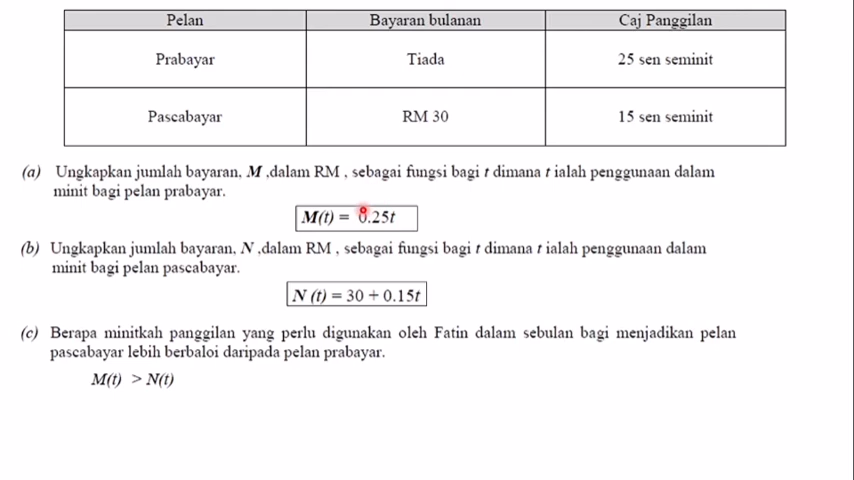 Pelan Bayaran bulanan Caj Panggilan
Prabayar Tiada 25 sen seminit
Pascabayar RM 30 15 sen seminit
(a) Ungkapkan jumlah bayaran, M ,dalam RM , sebagai fungsi bagi t dimana t ialah penggunaan dalam
minit bagi pelan prabayar.
M(t) = 0.25t
(b) Ungkapkan jumlah bayaran, N ,dalam RM , sebagai fungsi bagi t dimana t ialah penggunaan dalam
minit bagi pelan pascabayar.
N (t) = 30 + 0.15t
(c) Berapa minitkah panggilan yang perlu digunakan oleh Fatin dalam sebulan bagi menjadikan pelan
pascabayar lebih berbaloi daripada pelan prabayar.
M(t) > N(t)